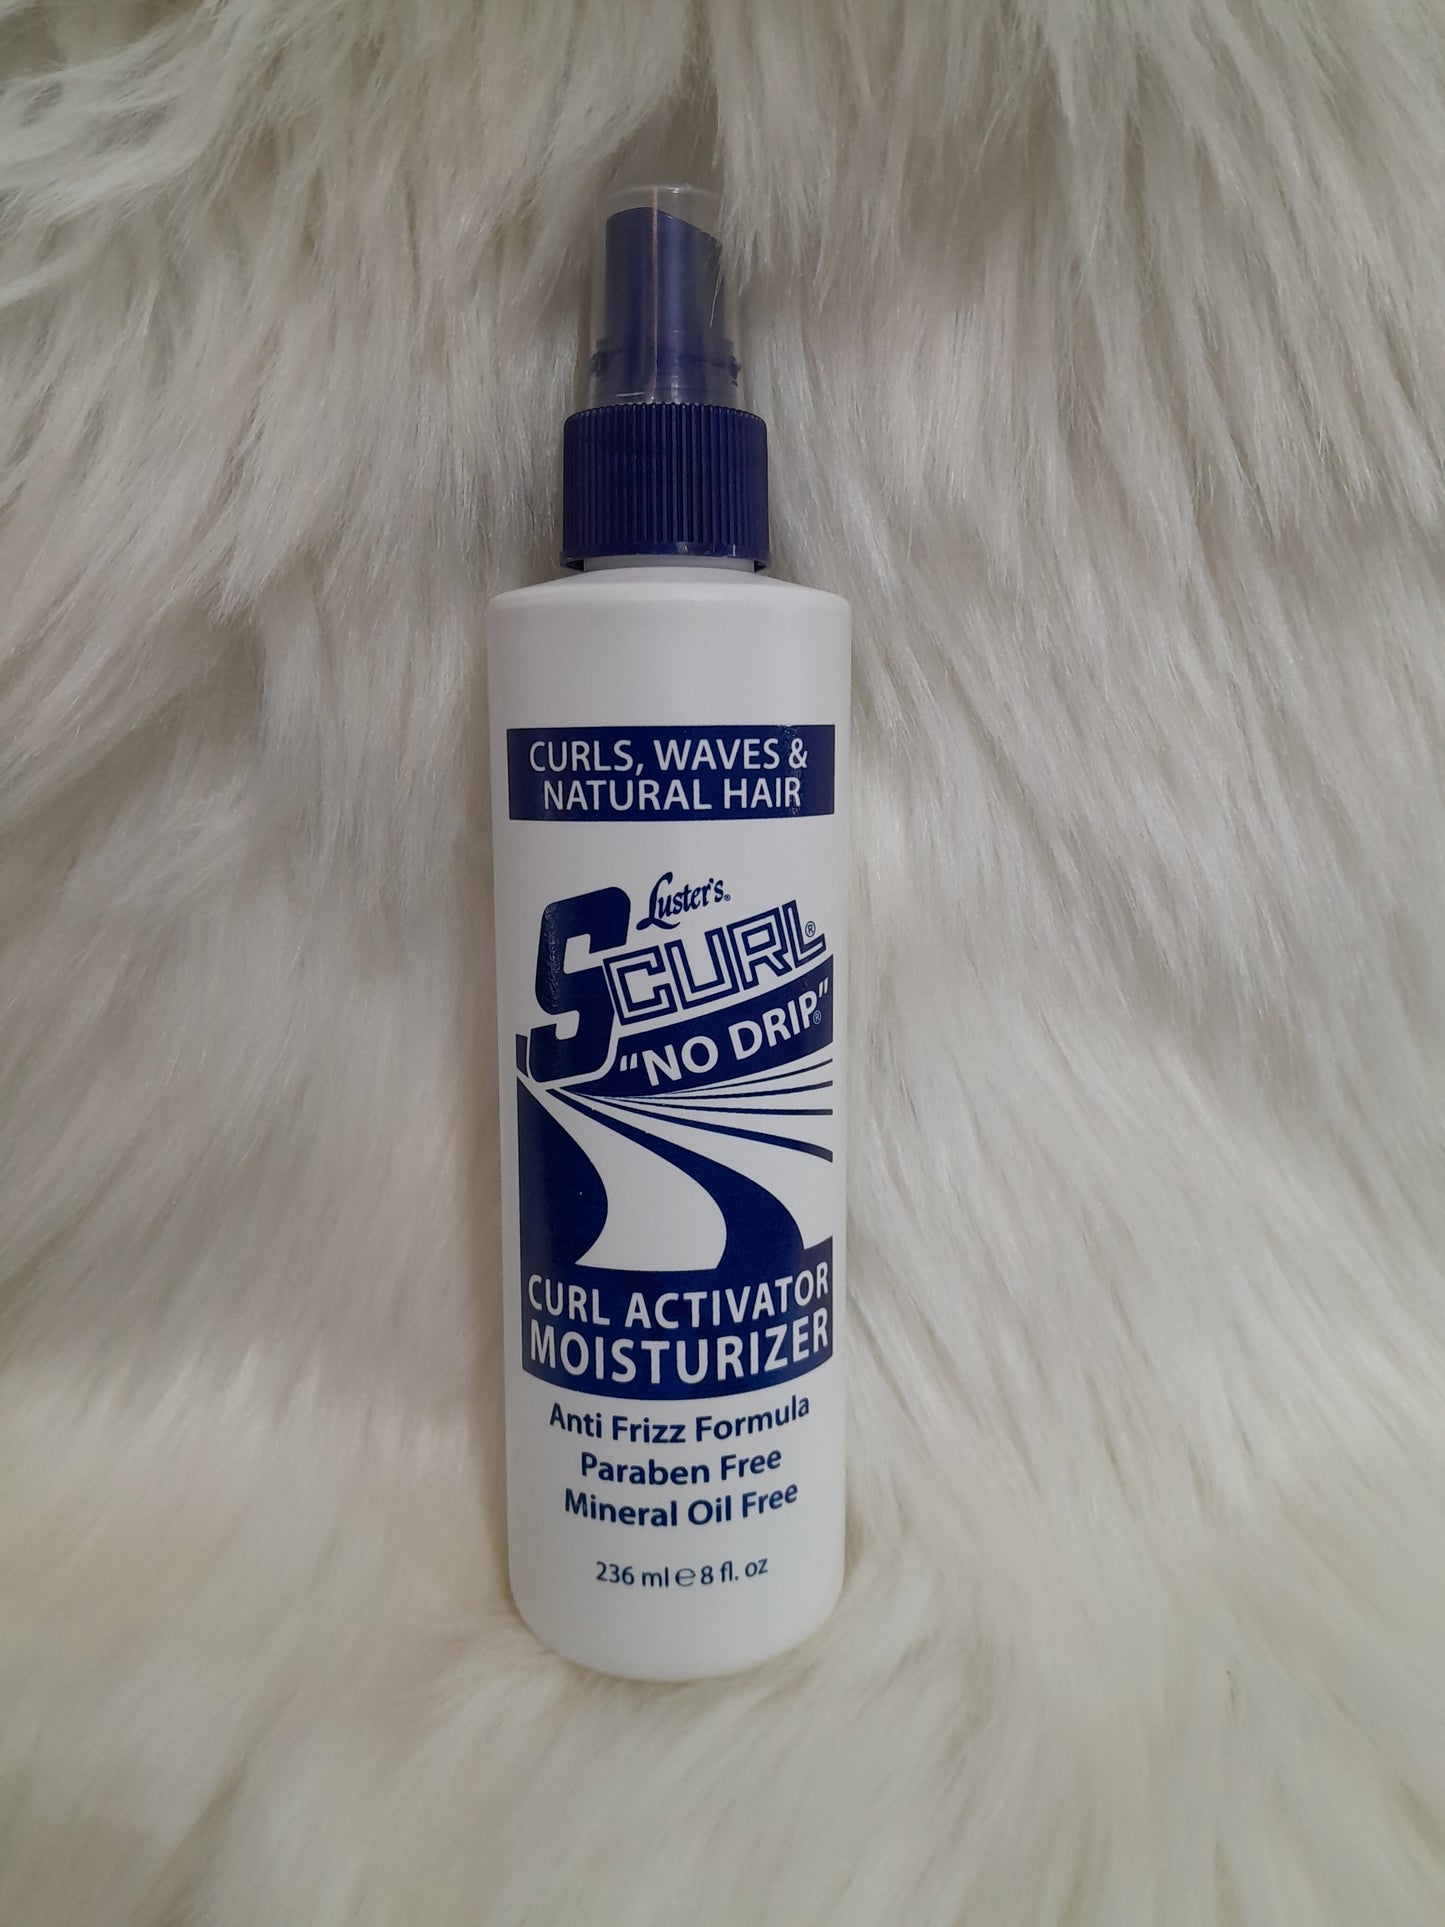 CURLS, WAVES &
NATURAL HAIR
Luster's®
SCURL®
"NO DRIP"®
CURL ACTIVATOR
MOISTURIZER
Anti Frizz Formula
Paraben Free
Mineral Oil Free
236 ml ℮ 8 fl. oz